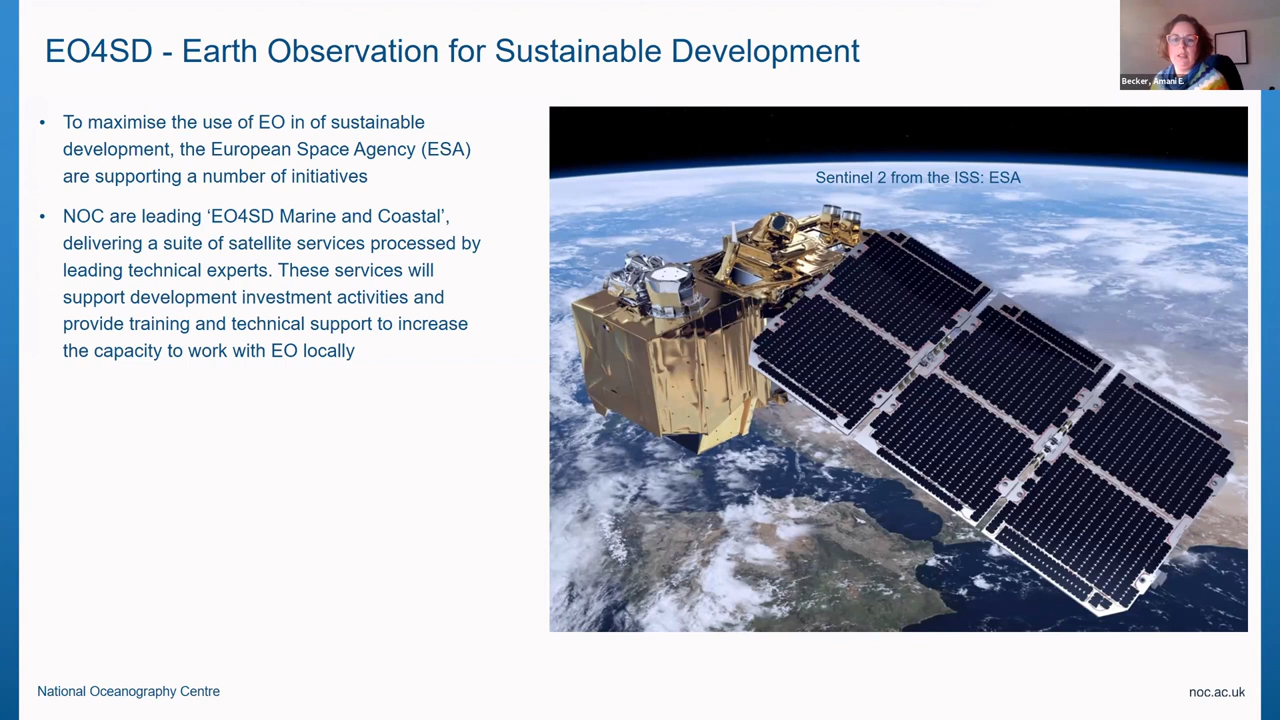 EO4SD - Earth Observation for Sustainable Development
Becker, Amani E.
• To maximise the use of EO in of sustainable
development, the European Space Agency (ESA)
are supporting a number of initiatives
• NOC are leading ‘EO4SD Marine and Coastal’,
delivering a suite of satellite services processed by
leading technical experts. These services will
support development investment activities and
provide training and technical support to increase
the capacity to work with EO locally
Sentinel 2 from the ISS: ESA
National Oceanography Centre
noc.ac.uk